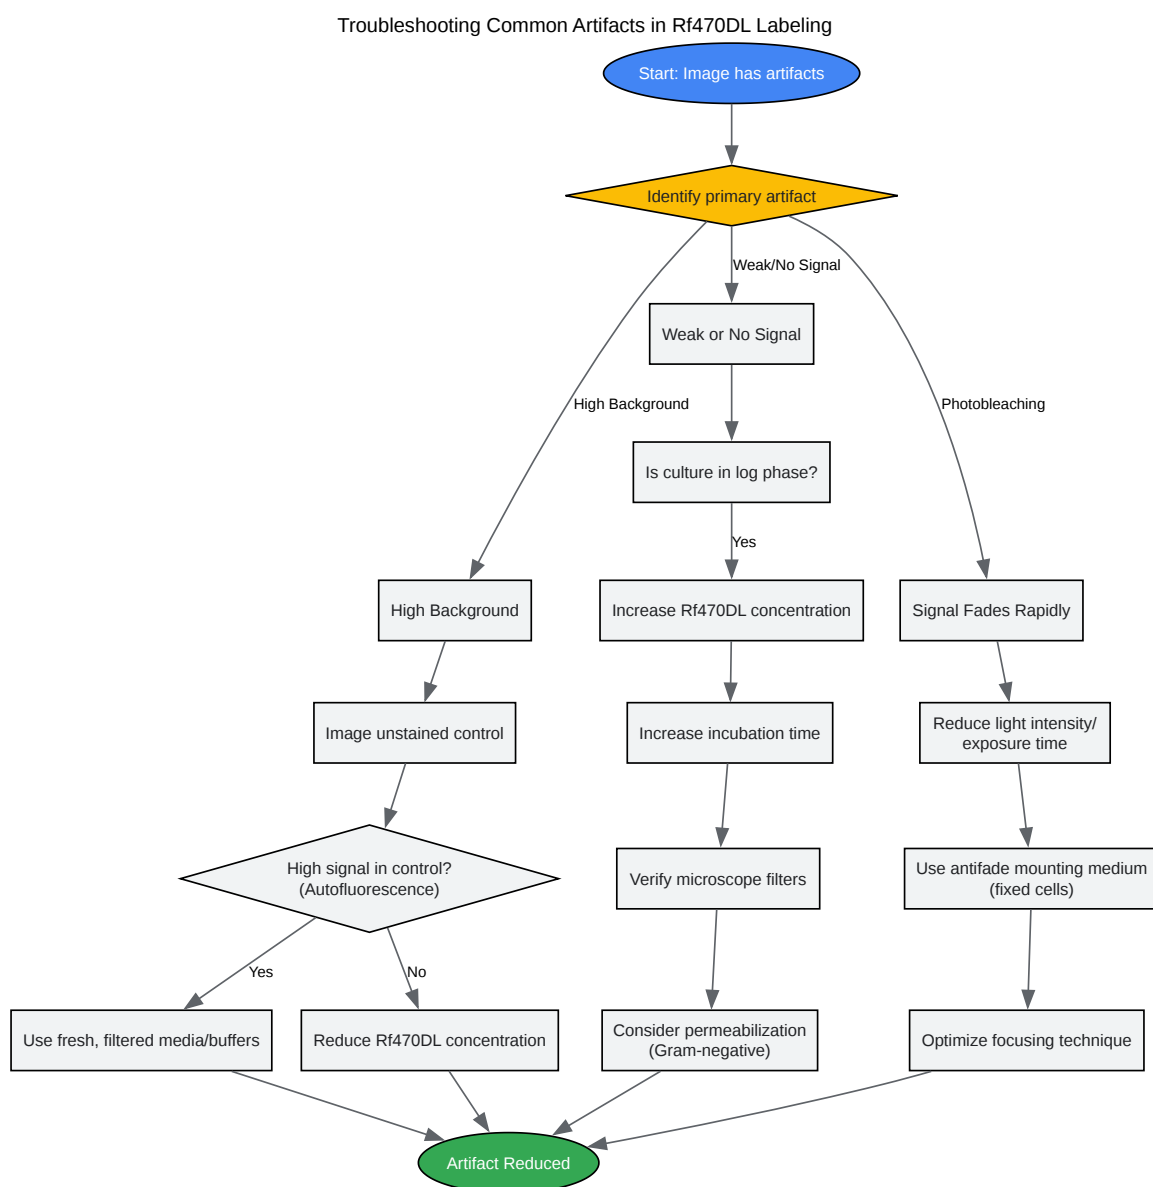 Troubleshooting Common Artifacts in Rf470DL Labeling
Start: Image has artifacts
Identify primary artifact
Weak/No Signal
Weak or No Signal
High Background
Photobleaching
Is culture in log phase?
Yes
High Background
Increase Rf470DL concentration
Signal Fades Rapidly
Image unstained control
Increase incubation time
Reduce light intensity/
exposure time
High signal in control?
(Autofluorescence)
Verify microscope filters
Use antifade mounting medium
(fixed cells)
Yes
No
Use fresh, filtered media/buffers
Reduce Rf470DL concentration
Consider permeabilization
(Gram-negative)
Optimize focusing technique
Artifact Reduced